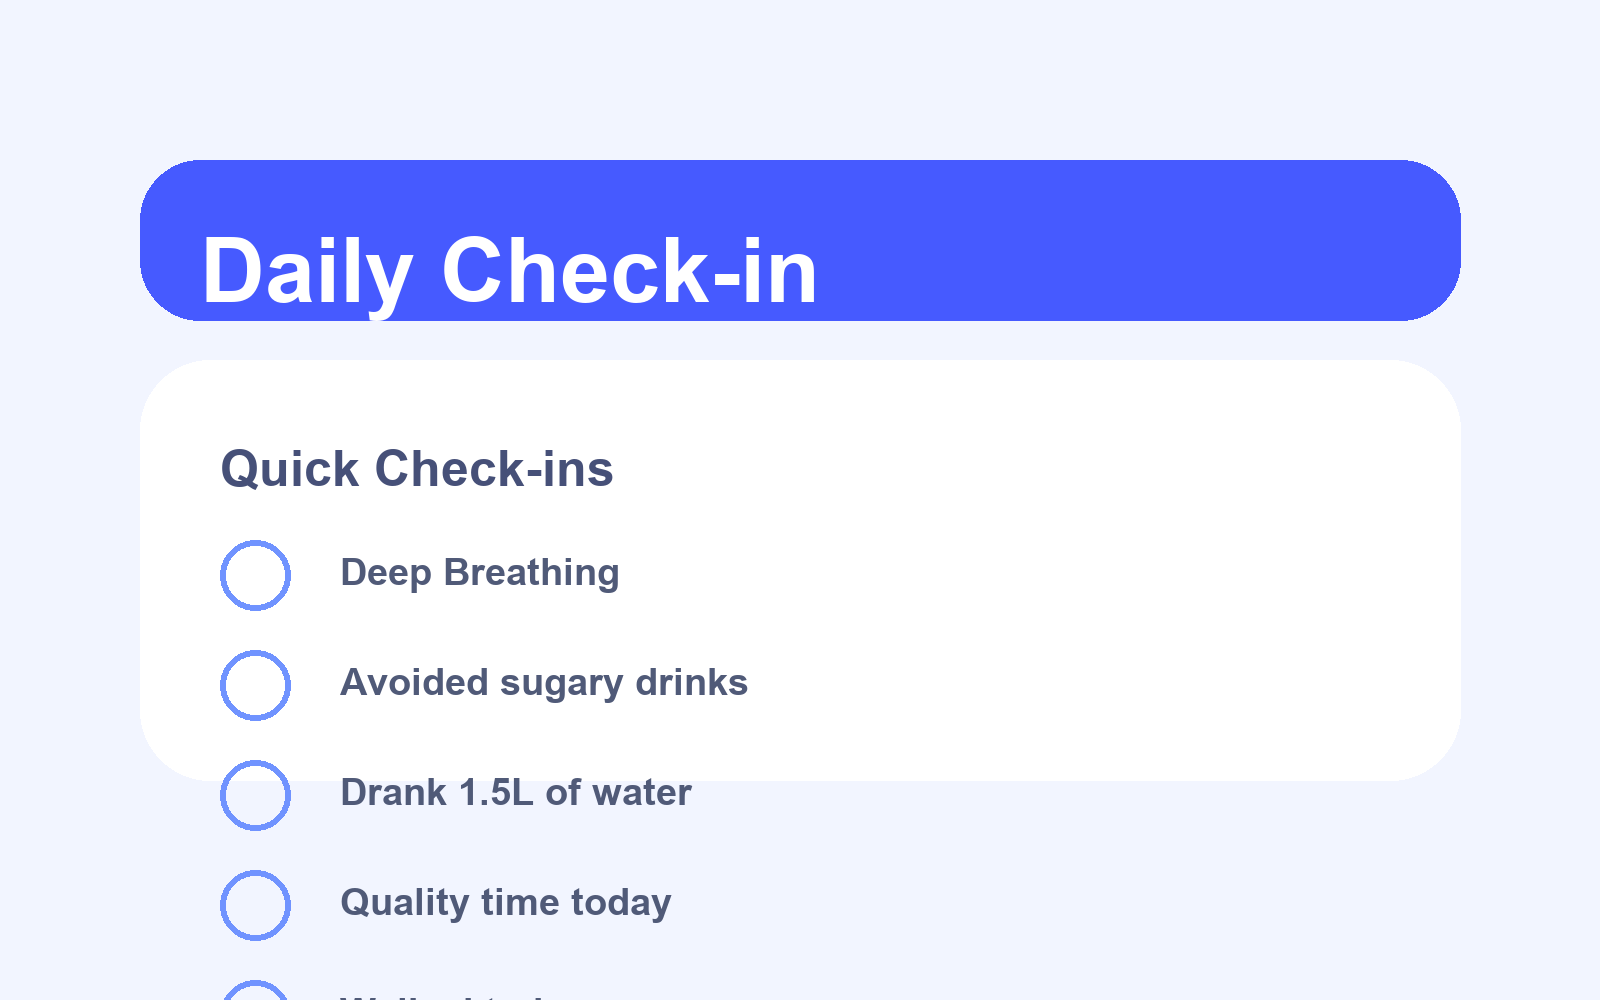 Daily Check-in
Quick Check-ins
Deep Breathing
Avoided sugary drinks
Drank 1.5L of water
Quality time today